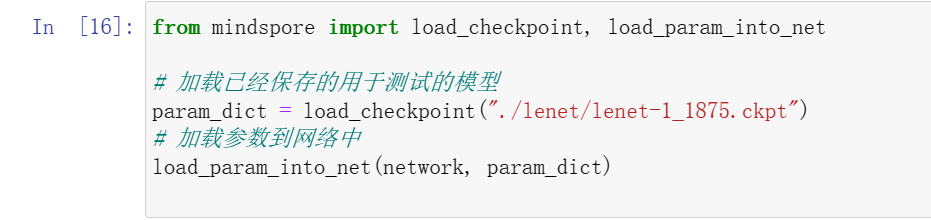 In [16]: from mindspore import load_checkpoint, load_param_into_net
# 加载已经保存的用于测试的模型
param_dict = load_checkpoint("./lenet/lenet-1_1875.ckpt")
# 加载参数到网络中
load_param_into_net(network, param_dict)